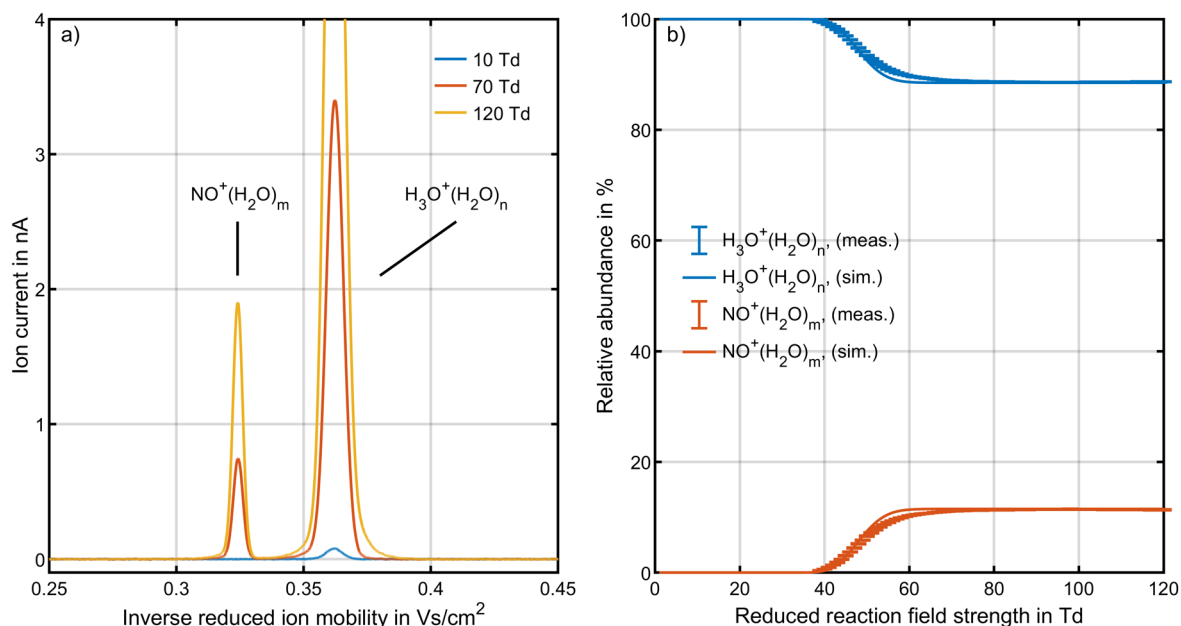 a)
4
3
2
1
0
Ion current in nA
10 Td
70 Td
120 Td
NO⁺(H₂O)ₘ
H₃O⁺(H₂O)ₙ
0.25 0.3 0.35 0.4 0.45
Inverse reduced ion mobility in Vs/cm²
b)
100
80
60
40
20
0
Relative abundance in %
H₃O⁺(H₂O)ₙ, (meas.)
H₃O⁺(H₂O)ₙ, (sim.)
NO⁺(H₂O)ₘ, (meas.)
NO⁺(H₂O)ₘ, (sim.)
0 20 40 60 80 100 120
Reduced reaction field strength in Td